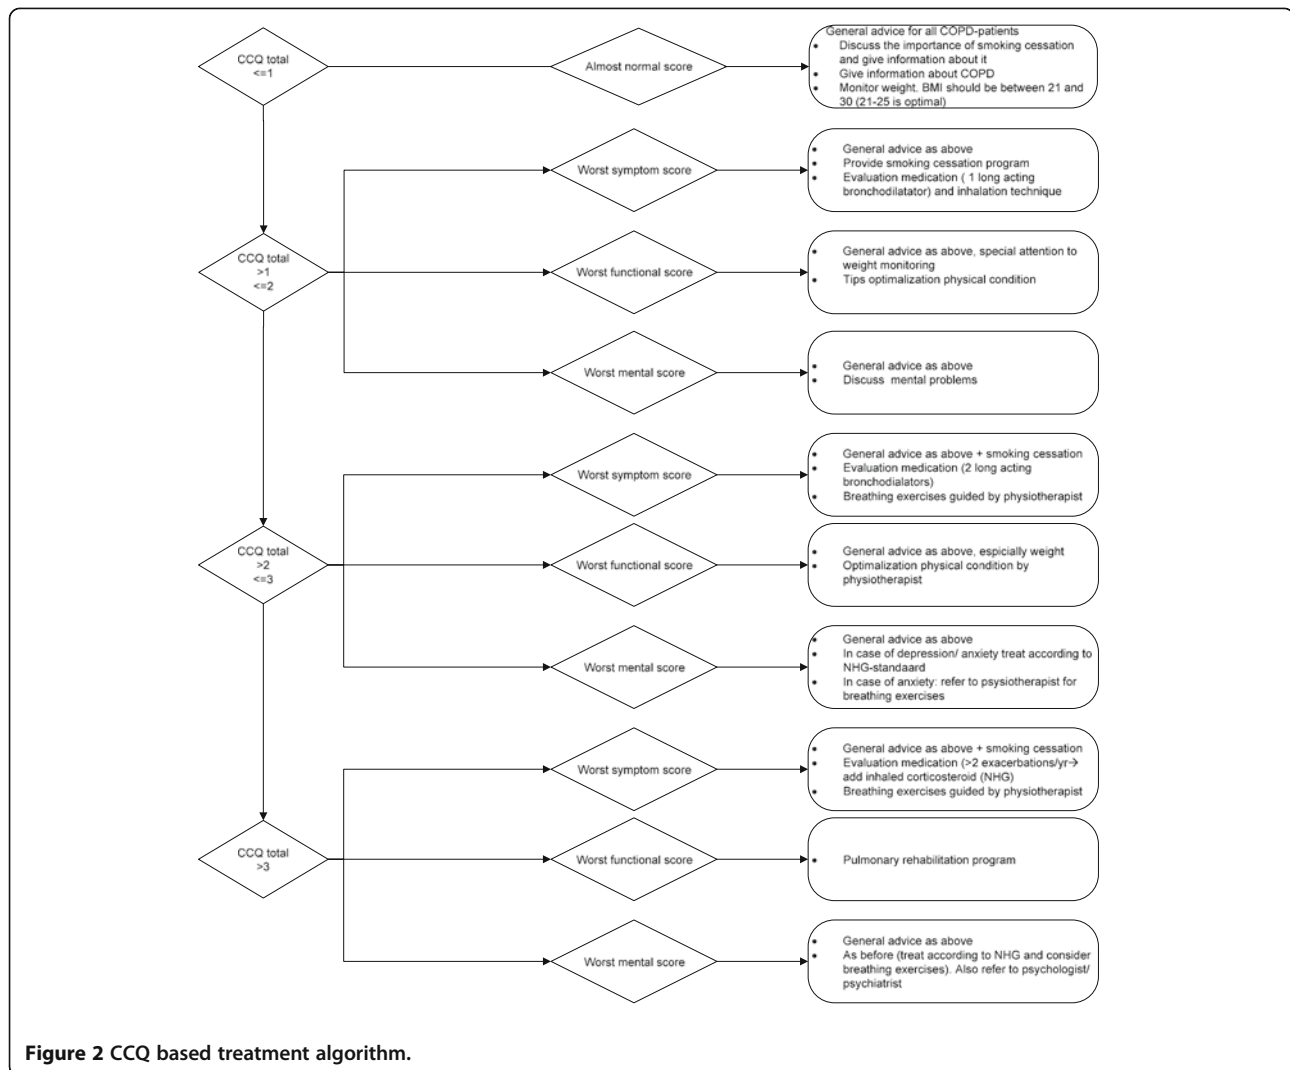 CCQ total
<=1
Almost normal score
General advice for all COPD-patients
• Discuss the importance of smoking cessation
and give information about it
• Give information about COPD
• Monitor weight. BMI should be between 21 and
30 (21-25 is optimal)
CCQ total
>1
<=2
Worst symptom score
• General advice as above
• Provide smoking cessation program
• Evaluation medication ( 1 long acting
bronchodilatator) and inhalation technique
Worst functional score
• General advice as above, special attention to
weight monitoring
• Tips optimalization physical condition
Worst mental score
• General advice as above
• Discuss mental problems
CCQ total
>2
<=3
Worst symptom score
• General advice as above + smoking cessation
• Evaluation medication (2 long acting
bronchodialators)
• Breathing exercises guided by physiotherapist
Worst functional score
• General advice as above, espicially weight
• Optimalization physical condition by
physiotherapist
Worst mental score
• General advice as above
• In case of depression/ anxiety treat according to
NHG-standaard
• In case of anxiety: refer to psysiotherapist for
breathing exercises
CCQ total
>3
Worst symptom score
• General advice as above + smoking cessation
• Evaluation medication (>2 exacerbations/yr→
add inhaled corticosteroid (NHG)
• Breathing exercises guided by physiotherapist
Worst functional score
• Pulmonary rehabilitation program
Worst mental score
• General advice as above
• As before (treat according to NHG and consider
breathing exercises). Also refer to psychologist/
psychiatrist
Figure 2 CCQ based treatment algorithm.